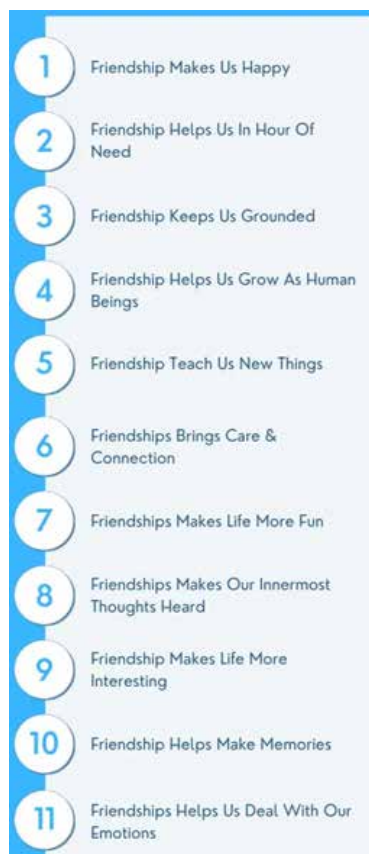 1
Friendship Makes Us Happy
2
Friendship Helps Us In Hour Of
Need
3
Friendship Keeps Us Grounded
4
Friendship Helps Us Grow As Human
Beings
5
Friendship Teach Us New Things
6
Friendships Brings Care &
Connection
7
Friendships Makes Life More Fun
8
Friendships Makes Our Innermost
Thoughts Heard
9
Friendship Makes Life More
Interesting
10
Friendship Helps Make Memories
11
Friendships Helps Us Deal With Our
Emotions